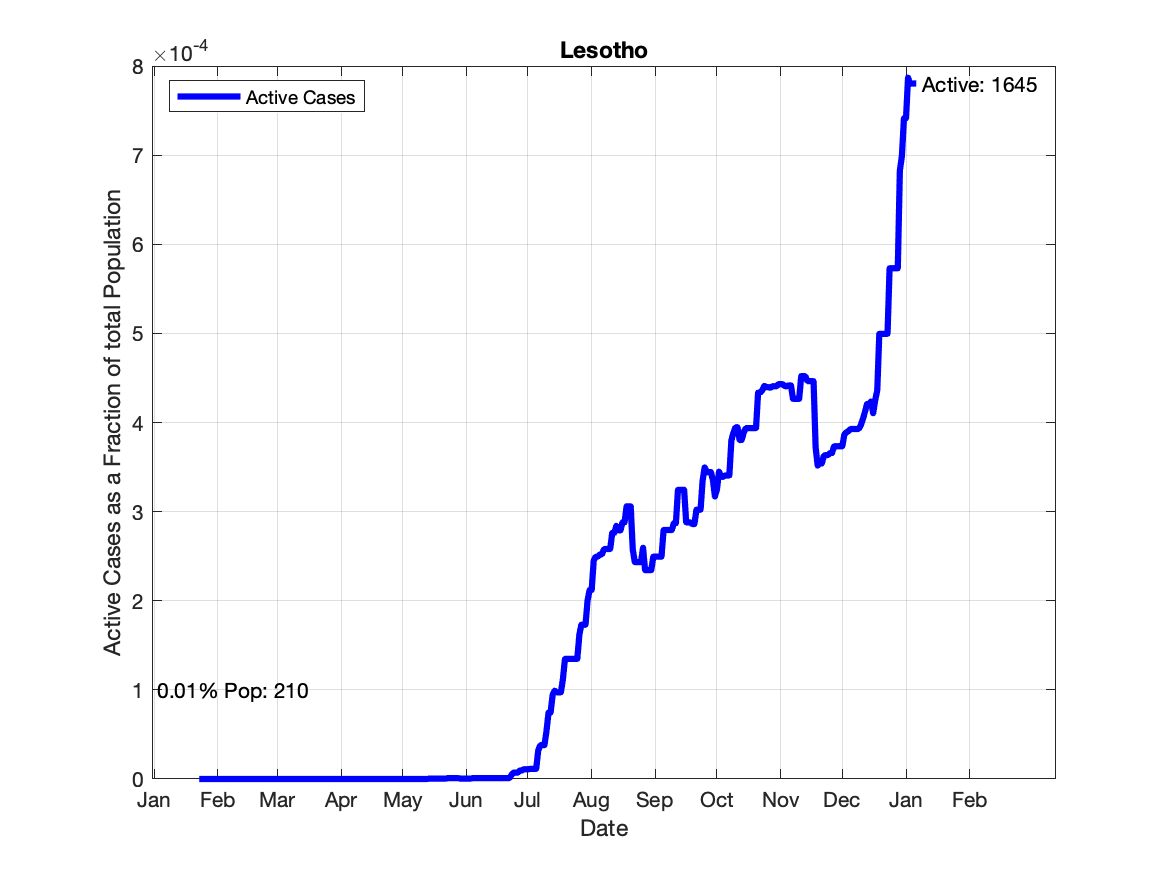 Lesotho
×10-4
Active Cases
Active: 1645
8
7
6
5
4
3
2
1
0
0.01% Pop: 210
Active Cases as a Fraction of total Population
Jan Feb Mar Apr May Jun Jul Aug Sep Oct Nov Dec Jan Feb
Date